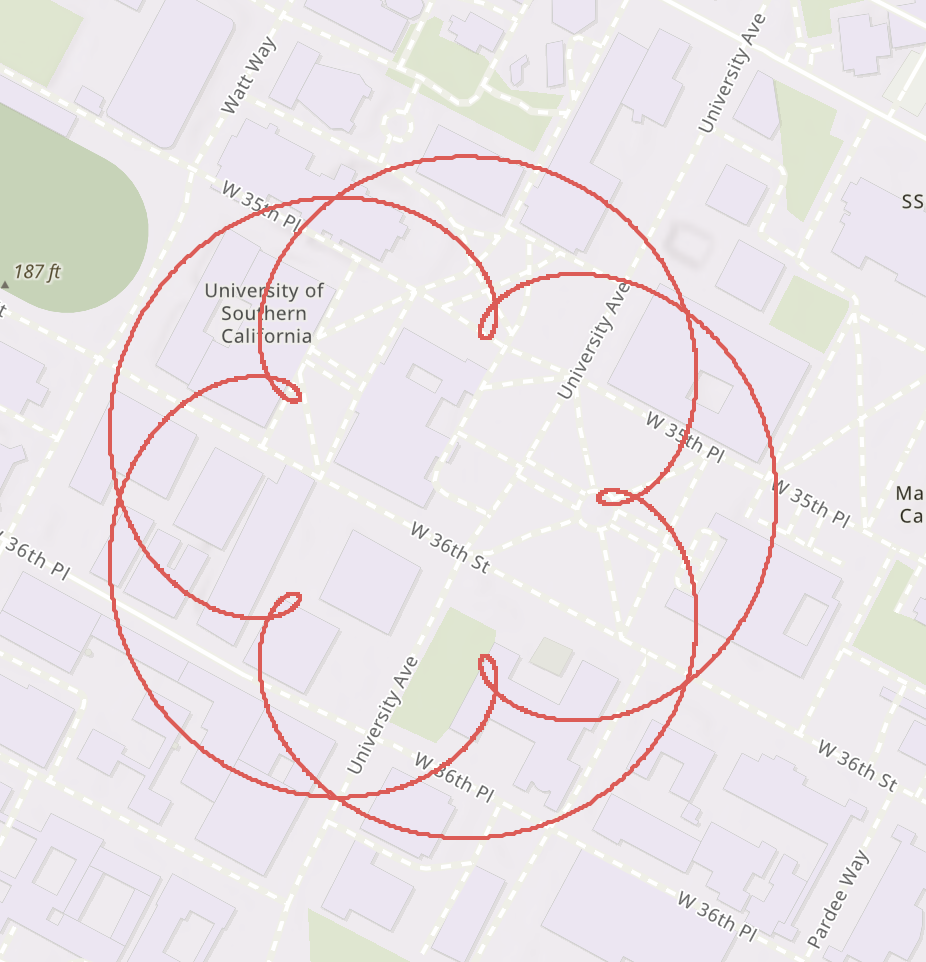 University Ave
Watt Way
W 35th Pl
SS
187 ft
University of
Southern
California
University Ave
W 35th Pl
W 35th Pl
Ma
Ca
W 36th St
36th Pl
University Ave
W 36th Pl
W 36th St
Pardee Way
W 36th Pl